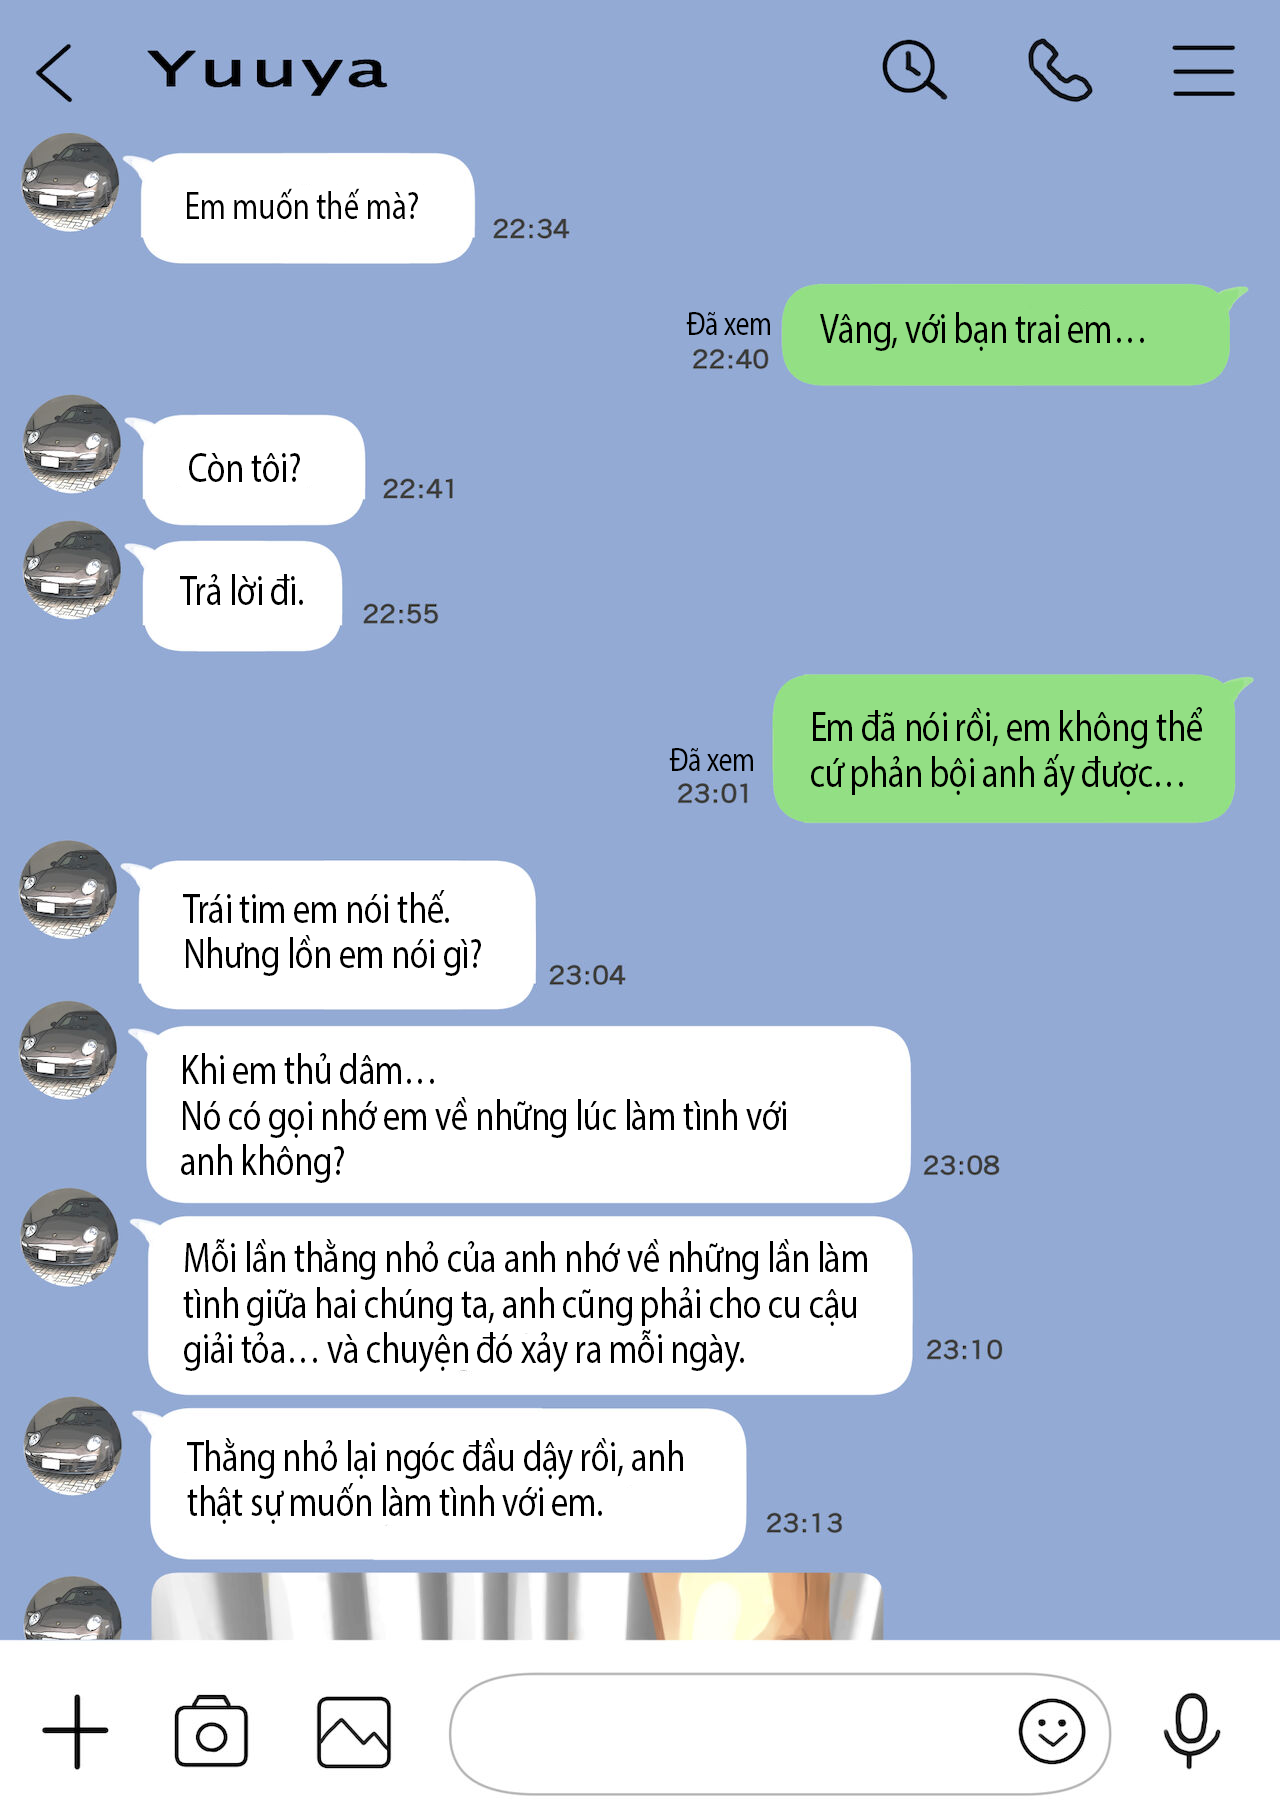 Yuuya
Em muốn thế mà?
22:34
Đã xem
22:40
Vâng, với bạn trai em...
Còn tôi?
22:41
Trả lời đi.
22:55
Em đã nói rồi, em không thể
cứ phản bội anh ấy được...
Đã xem
23:01
Trái tim em nói thế.
Nhưng lồn em nói gì?
23:04
Khi em thủ dâm...
Nó có gọi nhớ em về những lúc làm tình với
anh không?
23:08
Mỗi lần thằng nhỏ của anh nhớ về những lần làm
tình giữa hai chúng ta, anh cũng phải cho cu cậu
giải tỏa... và chuyện đó xảy ra mỗi ngày.
23:10
Thằng nhỏ lại ngóc đầu dậy rồi, anh
thật sự muốn làm tình với em.
23:13